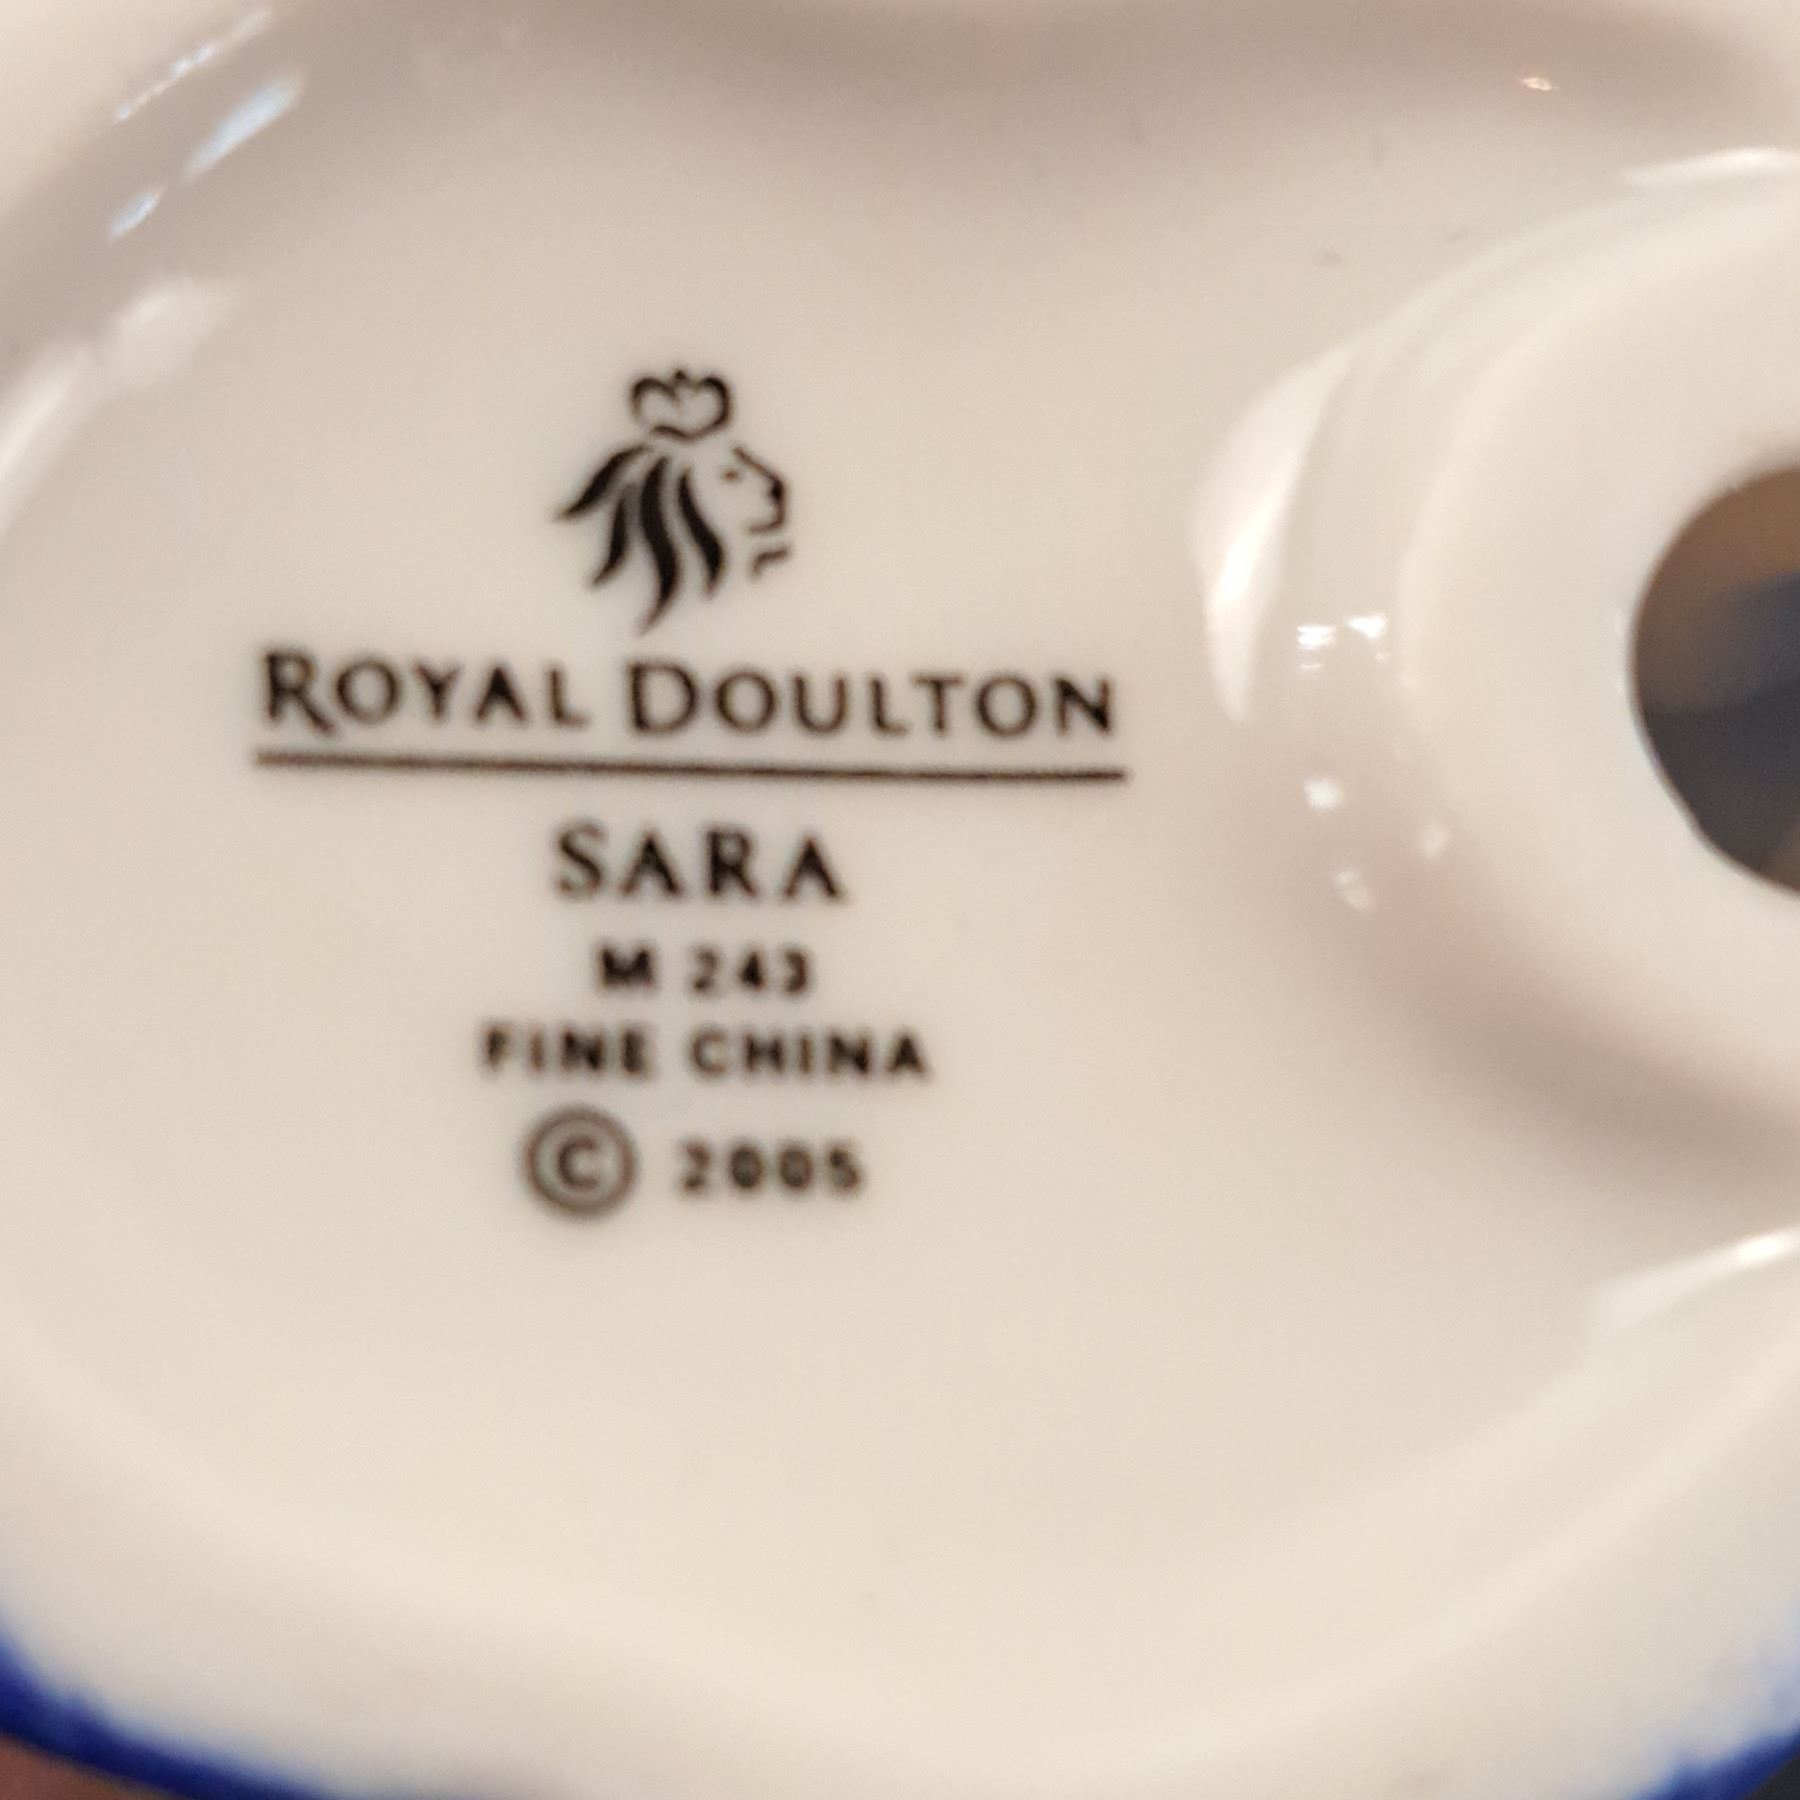 ROYAL DOULTON
SARA
M 243
FINE CHINA
© 2005